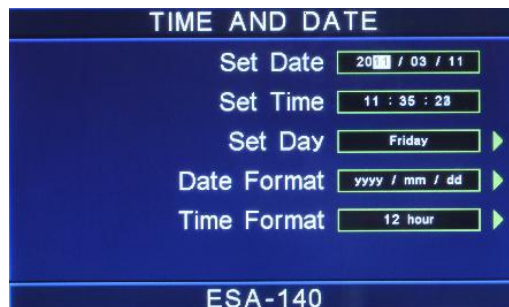 TIME AND DATE
Set Date 2011 / 03 / 11
Set Time 11 : 35 : 23
Set Day Friday
Date Format yyyy / mm / dd
Time Format 12 hour
ESA-140